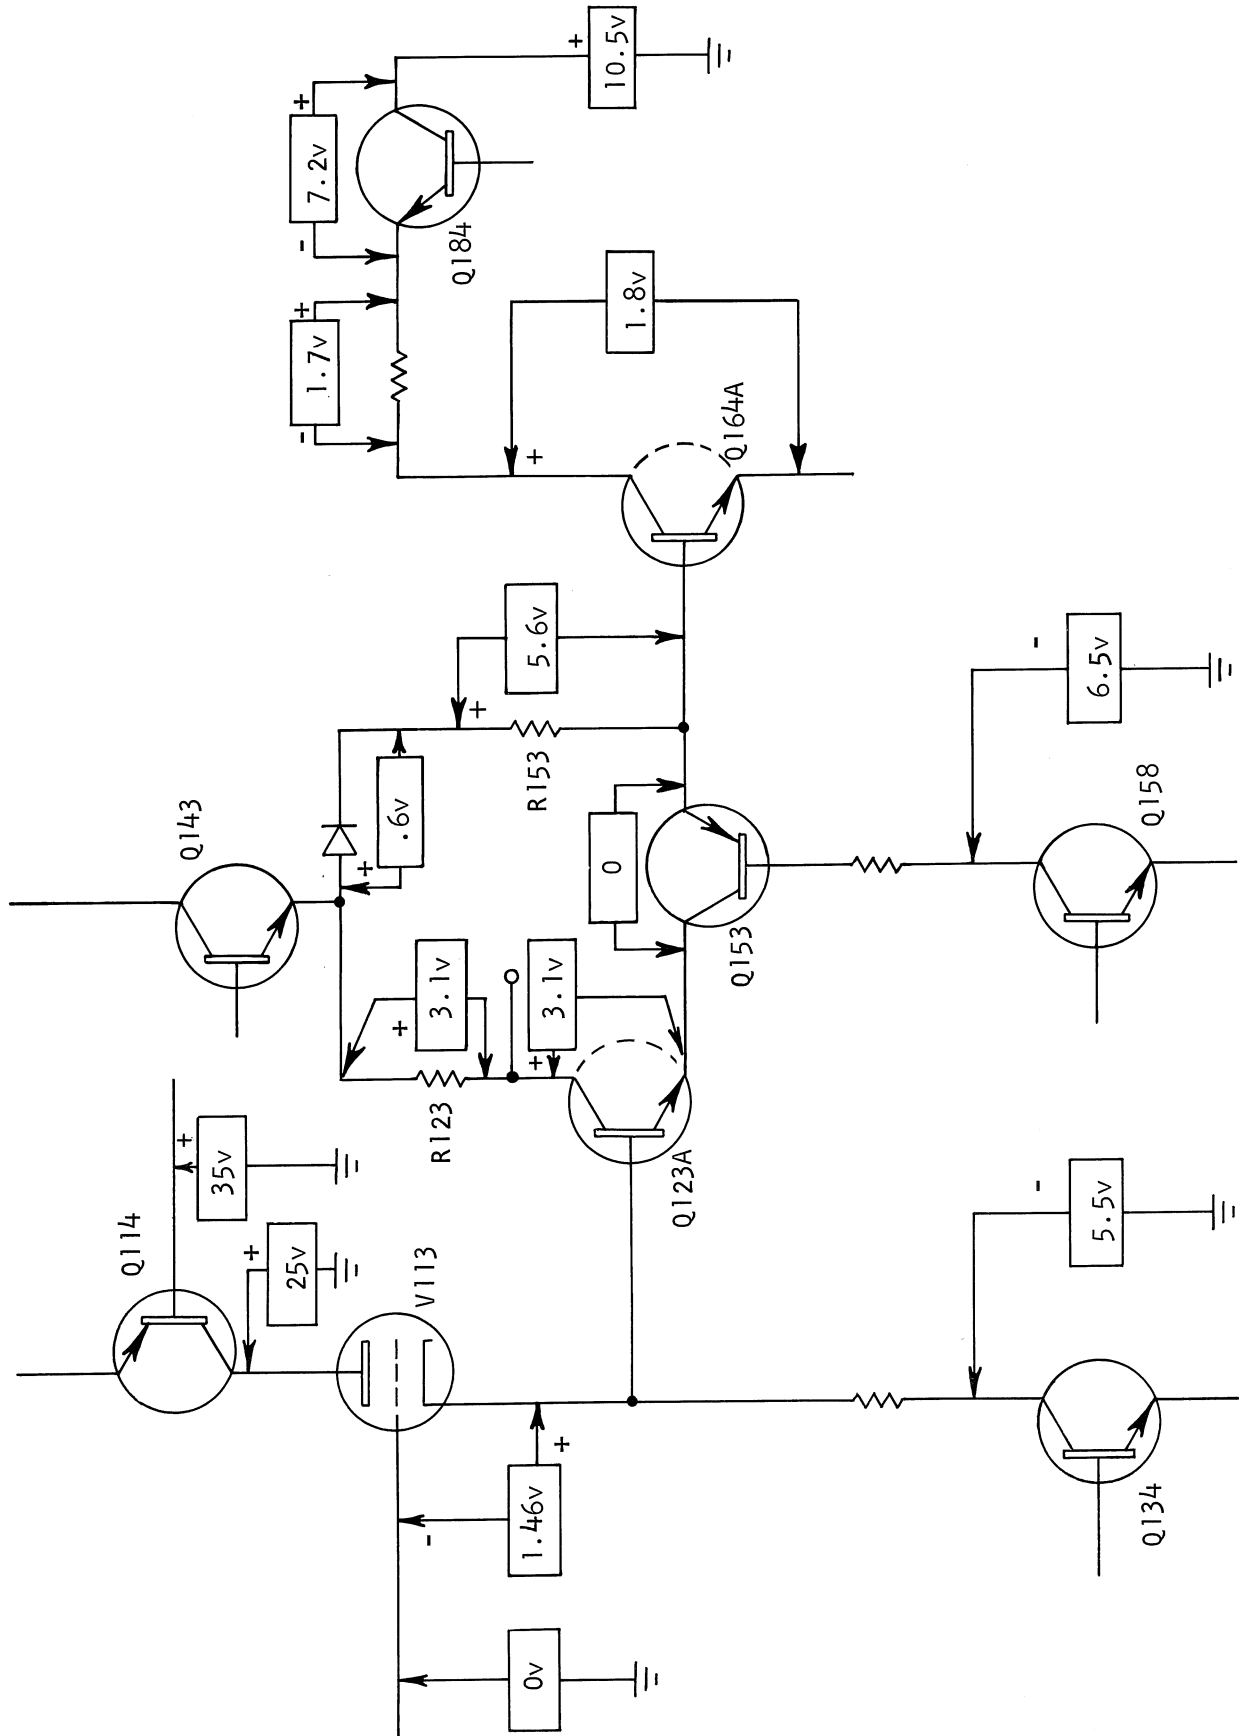 10.5v
+
+
7.2v
-
Q184
+
1.7v
-
1.8v
+
Q164A
5.6v
+
R153
-
6.5v
Q158
Q143
.6v
+
0
Q153
3.1v
+
3.1v
+
R123
Q123A
+
35v
Q114
+
25v
V113
-
5.5v
Q134
+
1.46v
-
0v